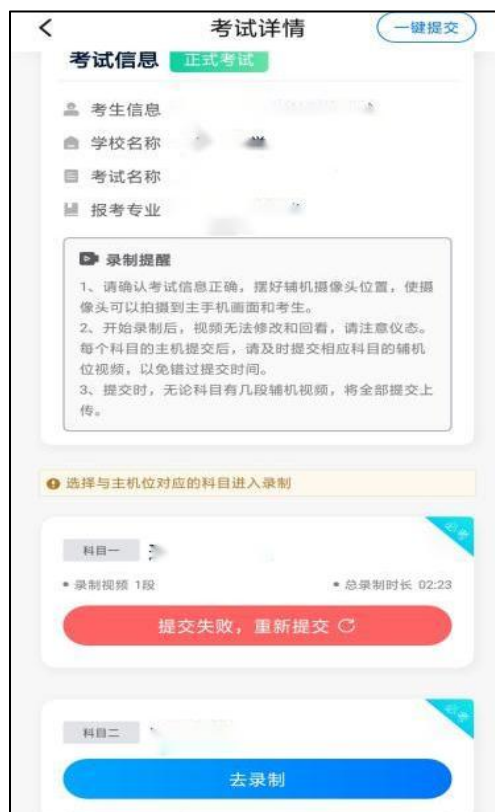 考试详情
一键提交
考试信息 正式考试
考生信息
学校名称
考试名称
报考专业
录制提醒
1、请确认考试信息正确，摆好辅机摄像头位置，使摄
像头可以拍摄到主手机画面和考生。
2、开始录制后，视频无法修改和回看，请注意仪态。
每个科目的主机提交后，请及时提交相应科目的辅机
位视频，以免错过提交时间。
3、提交时，无论科目有几段辅机视频，将全部提交上
传。
选择与主机位对应的科目进入录制
必考
科目一
• 录制视频 1段
• 总录制时长 02:23
提交失败，重新提交
必考
科目二
去录制